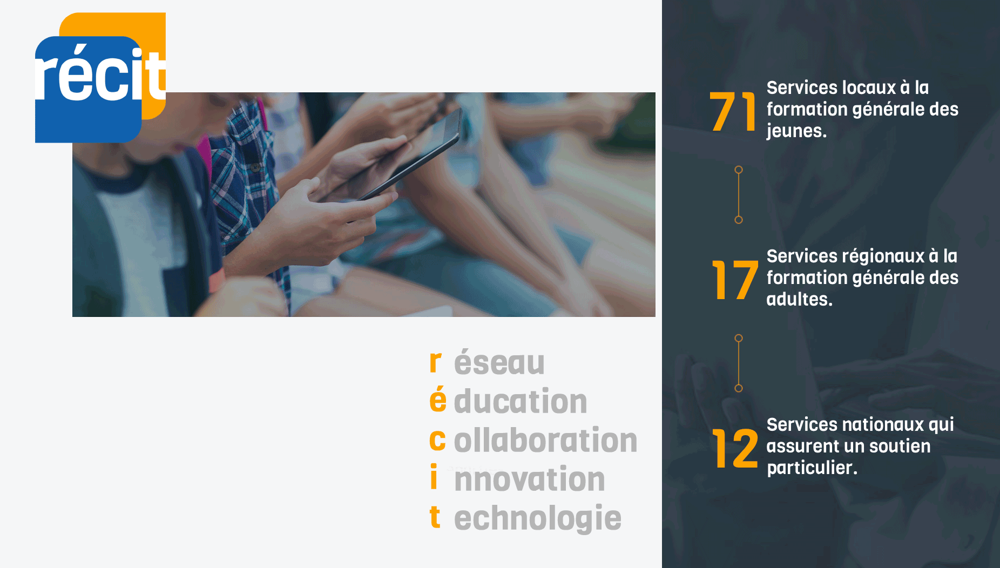 récit
r éseau
é ducation
c ollaboration
i nnovation
t echnologie
71
Services locaux à la
formation générale des
jeunes.
17
Services régionaux à la
formation générale des
adultes.
12
Services nationaux qui
assurent un soutien
particulier.